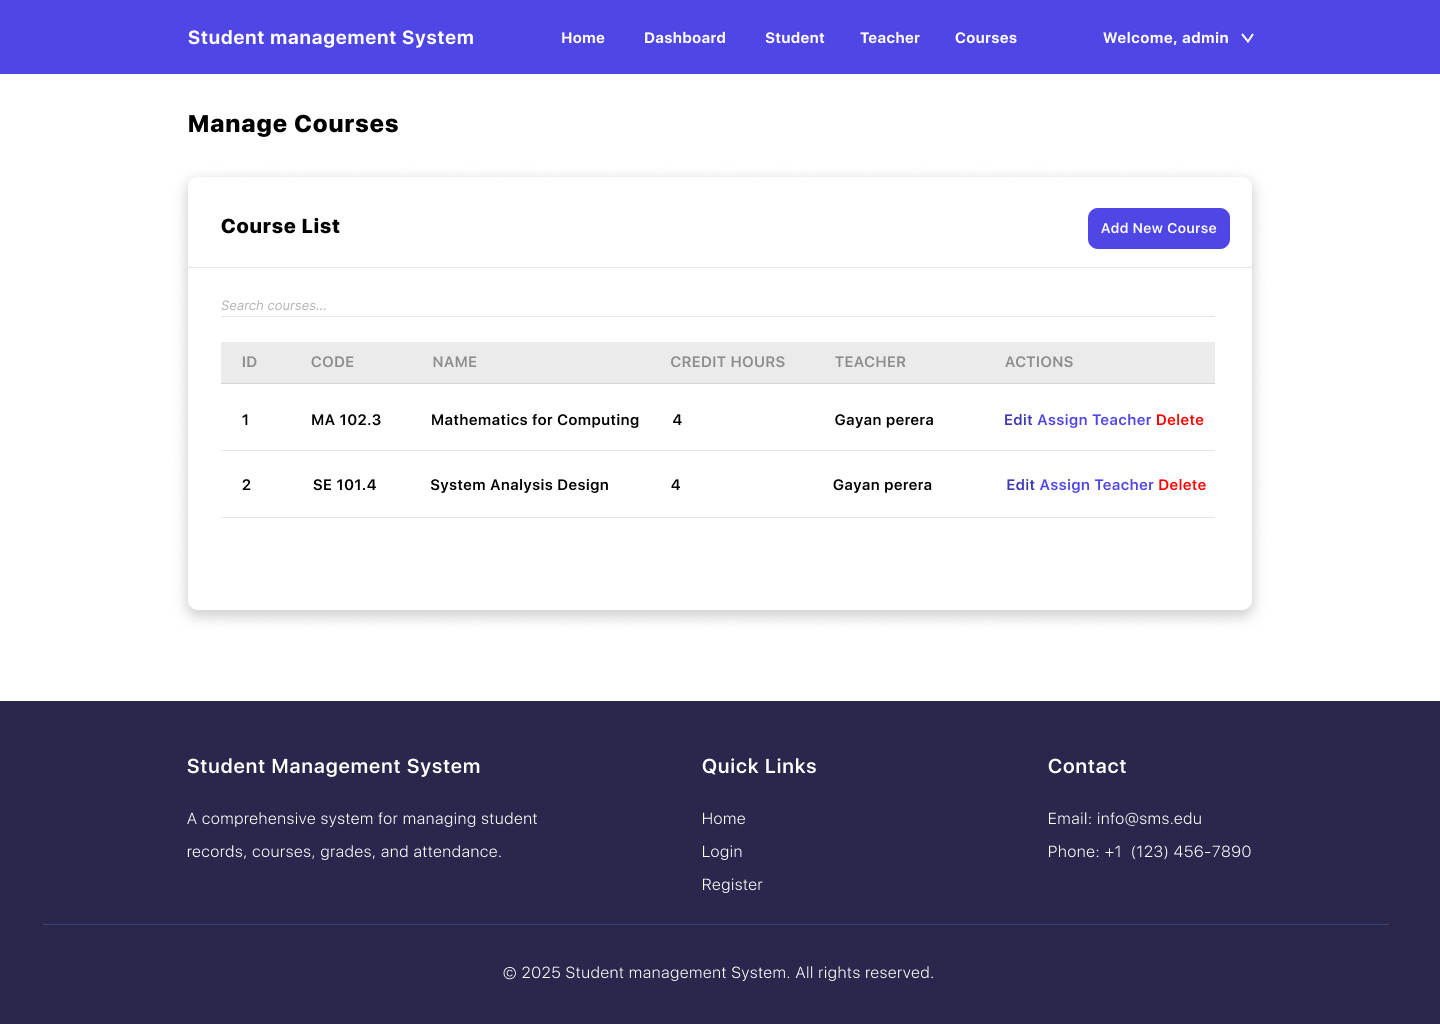 Student management System Home Dashboard Student Teacher Courses Welcome, admin
Manage Courses
Course List Add New Course
Search courses...
ID CODE NAME CREDIT HOURS TEACHER ACTIONS
1 MA 102.3 Mathematics for Computing 4 Gayan perera Edit Assign Teacher Delete
2 SE 101.4 System Analysis Design 4 Gayan perera Edit Assign Teacher Delete
Student Management System Quick Links Contact
A comprehensive system for managing student Home Email: info@sms.edu
records, courses, grades, and attendance. Login Phone: +1 (123) 456-7890
Register
© 2025 Student management System. All rights reserved.